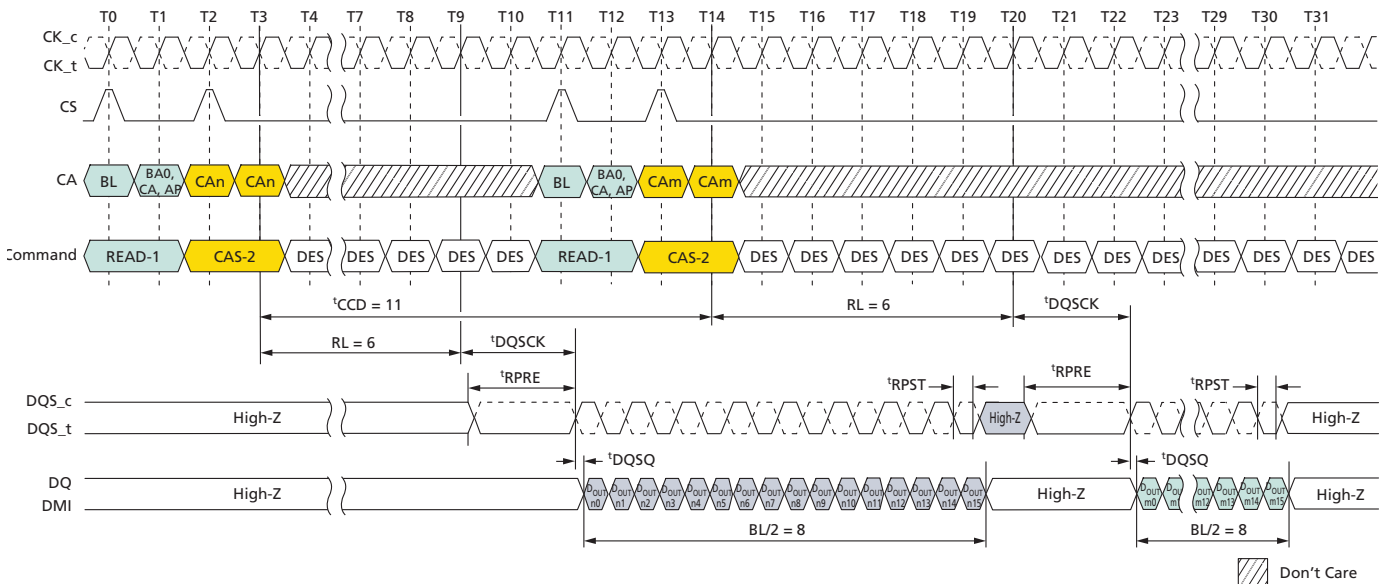 T0 T1 T2 T3 T4 T7 T8 T9 T10 T11 T12 T13 T14 T15 T16 T17 T18 T19 T20 T21 T22 T23 T29 T30 T31
CK_c
CK_t
CS
CA BL BA0, CA, AP CAn CAn BL BA0, CA, AP CAm CAm
Command READ-1 CAS-2 DES DES DES DES DES READ-1 CAS-2 DES DES DES DES DES DES DES DES DES DES DES DES
tCCD = 11 RL = 6 tDQSCK
RL = 6 tDQSCK
tRPRE tRPST tRPRE tRPST
DQS_c
DQS_t
High-Z High-Z High-Z
tDQSQ tDQSQ
DQ
DMI
High-Z DOUT n0 DOUT n1 DOUT n2 DOUT n3 DOUT n4 DOUT n5 DOUT n6 DOUT n7 DOUT n8 DOUT n9 DOUT n10 DOUT n11 DOUT n12 DOUT n13 DOUT n14 DOUT n15 High-Z DOUT m0 DOUT DOUT m12 DOUT m13 DOUT m14 DOUT m15 High-Z
BL/2 = 8 BL/2 = 8
Don't Care